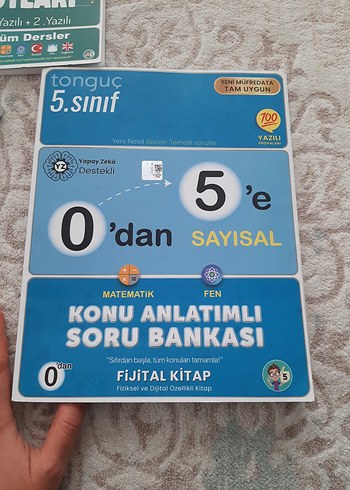 Yazılı + 2.Yazılı
üm Dersler
tonguç
5.sınıf
YENİ MÜFREDATA
TAM UYGUN
700
YAZILI
Yeni Nesil Beceri Temelli sorular
YZ
Yapay Zekâ
Destekli
0'dan
5'e
SAYISAL
MATEMATİK
FEN
KONU ANLATIMLI
SORU BANKASI
"Sıfırdan başla, tüm konuları tamamla!"
0'dan
FİJİTAL KİTAP
Fiziksel ve Dijital Özellikli Kitap
5